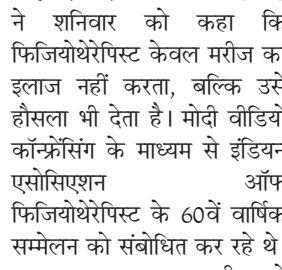 ने शनिवार को कहा कि
फिजियोथेरेपिस्ट केवल मरीज का
इलाज नहीं करता, बल्कि उसे
हौसला भी देता है। मोदी वीडियो
कॉन्फ्रेंसिंग के माध्यम से इंडियन
एसोसिएशन ऑफ
फिजियोथेरेपिस्ट के 60वें वार्षिक
सम्मेलन को संबोधित कर रहे थे